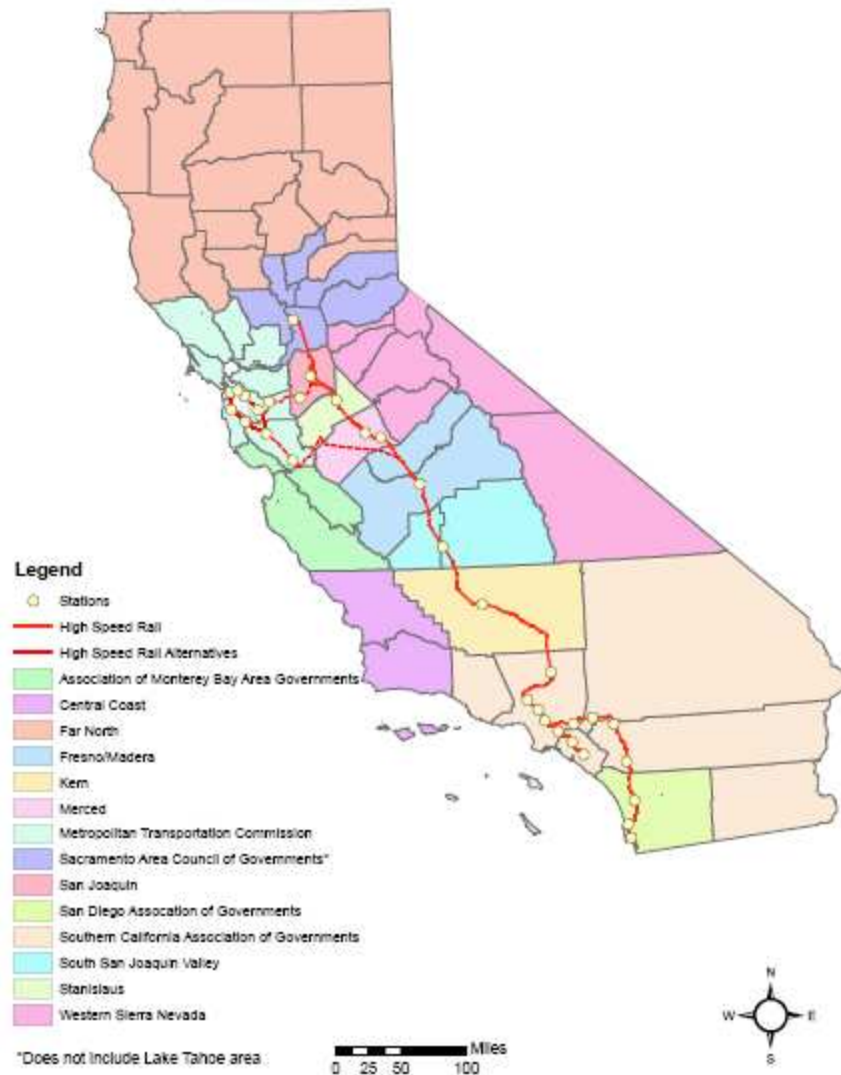 Legend
Stations
High Speed Rail
High Speed Rail Alternatives
Association of Monterey Bay Area Governments
Central Coast
Far North
Fresno/Madera
Kern
Merced
Metropolitan Transportation Commission
Sacramento Area Council of Governments*
San Joaquin
San Diego Assocation of Governments
Southern California Association of Governments
South San Joaquin Valley
Stanislaus
Western Sierra Nevada
*Does not Include Lake Tahoe area
Miles
0 25 50 100
N
W E
S